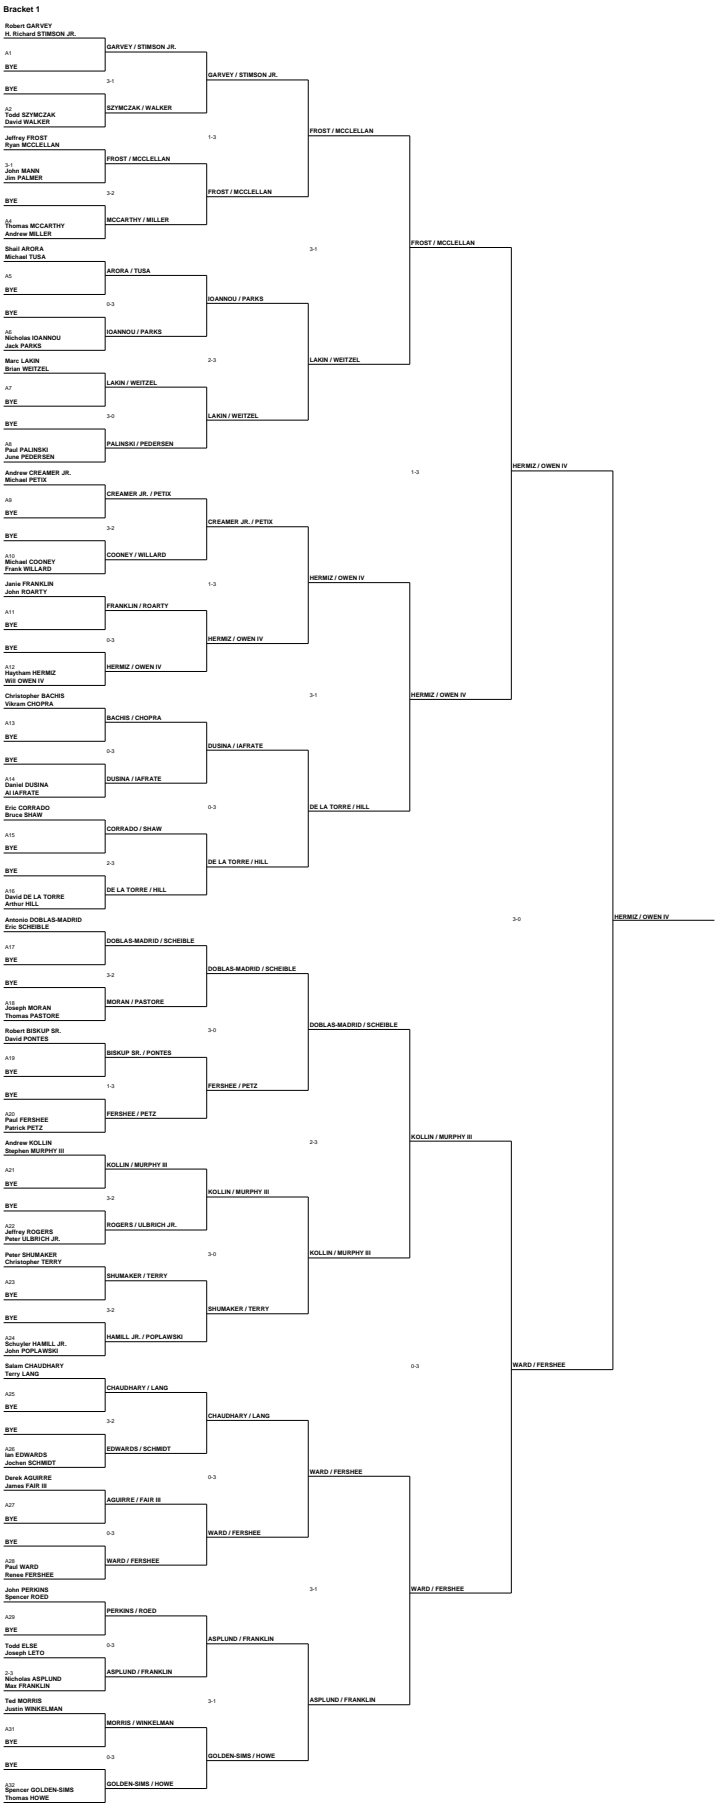 Bracket 1
Robert GARVEY
H. Richard STIMSON JR.
GARVEY / STIMSON JR.
A1
BYE
3-1
GARVEY / STIMSON JR.
BYE
A2
SZYMCZAK / WALKER
Todd SZYMCZAK
David WALKER
1-3
FROST / MCCLELLAN
Jeffrey FROST
Ryan MCCLELLAN
FROST / MCCLELLAN
3-1
John MANN
Jim PALMER
3-2
FROST / MCCLELLAN
BYE
A4
MCCARTHY / MILLER
Thomas MCCARTHY
Andrew MILLER
3-1
FROST / MCCLELLAN
Shail ARORA
Michael TUSA
ARORA / TUSA
A5
BYE
0-3
IOANNOU / PARKS
BYE
A6
IOANNOU / PARKS
Nicholas IOANNOU
Jack PARKS
2-3
LAKIN / WEITZEL
Marc LAKIN
Brian WEITZEL
LAKIN / WEITZEL
A7
BYE
3-0
LAKIN / WEITZEL
BYE
A8
PALINSKI / PEDERSEN
Paul PALINSKI
June PEDERSEN
1-3
HERMIZ / OWEN IV
Andrew CREAMER JR.
Michael PETIX
CREAMER JR. / PETIX
A9
BYE
3-2
CREAMER JR. / PETIX
BYE
A10
COONEY / WILLARD
Michael COONEY
Frank WILLARD
1-3
HERMIZ / OWEN IV
Janie FRANKLIN
John ROARTY
FRANKLIN / ROARTY
A11
BYE
0-3
HERMIZ / OWEN IV
BYE
A12
HERMIZ / OWEN IV
Haytham HERMIZ
Will OWEN IV
3-1
HERMIZ / OWEN IV
Christopher BACHIS
Vikram CHOPRA
BACHIS / CHOPRA
A13
BYE
0-3
DUSINA / IAFRATE
BYE
A14
DUSINA / IAFRATE
Daniel DUSINA
Al IAFRATE
0-3
DE LA TORRE / HILL
Eric CORRADO
Bruce SHAW
CORRADO / SHAW
A15
BYE
2-3
DE LA TORRE / HILL
BYE
A16
DE LA TORRE / HILL
David DE LA TORRE
Arthur HILL
3-0
HERMIZ / OWEN IV
Antonio DOBLAS-MADRID
Eric SCHEIBLE
DOBLAS-MADRID / SCHEIBLE
A17
BYE
3-2
DOBLAS-MADRID / SCHEIBLE
BYE
A18
MORAN / PASTORE
Joseph MORAN
Thomas PASTORE
3-0
DOBLAS-MADRID / SCHEIBLE
Robert BISKUP SR.
David PONTES
BISKUP SR. / PONTES
A19
BYE
1-3
FERSHEE / PETZ
BYE
A20
FERSHEE / PETZ
Paul FERSHEE
Patrick PETZ
2-3
KOLLIN / MURPHY III
Andrew KOLLIN
Stephen MURPHY III
KOLLIN / MURPHY III
A21
BYE
3-2
KOLLIN / MURPHY III
BYE
A22
ROGERS / ULBRICH JR.
Jeffrey ROGERS
Peter ULBRICH JR.
3-0
KOLLIN / MURPHY III
Peter SHUMAKER
Christopher TERRY
SHUMAKER / TERRY
A23
BYE
3-2
SHUMAKER / TERRY
BYE
A24
HAMILL JR. / POPLAWSKI
Schuyler HAMILL JR.
John POPLAWSKI
0-3
WARD / FERSHEE
Salam CHAUDHARY
Terry LANG
CHAUDHARY / LANG
A25
BYE
3-2
CHAUDHARY / LANG
BYE
A26
EDWARDS / SCHMIDT
Ian EDWARDS
Jochen SCHMIDT
0-3
WARD / FERSHEE
Derek AGUIRRE
James FAIR III
AGUIRRE / FAIR III
A27
BYE
0-3
WARD / FERSHEE
BYE
A28
WARD / FERSHEE
Paul WARD
Renee FERSHEE
3-1
WARD / FERSHEE
John PERKINS
Spencer ROED
PERKINS / ROED
A29
BYE
0-3
ASPLUND / FRANKLIN
Todd ELSE
Joseph LETO
2-3
ASPLUND / FRANKLIN
Nicholas ASPLUND
Max FRANKLIN
3-1
ASPLUND / FRANKLIN
Ted MORRIS
Justin WINKELMAN
MORRIS / WINKELMAN
A31
BYE
0-3
GOLDEN-SIMS / HOWE
BYE
A32
GOLDEN-SIMS / HOWE
Spencer GOLDEN-SIMS
Thomas HOWE